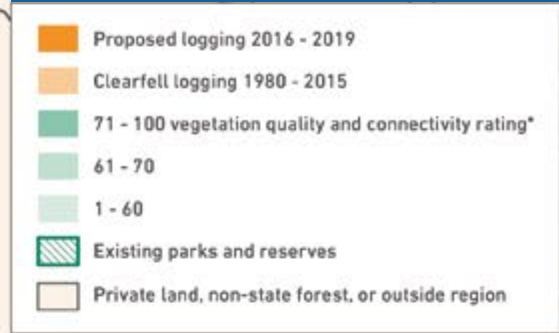 Proposed logging 2016 - 2019
Clearfell logging 1980 - 2015
71 - 100 vegetation quality and connectivity rating*
61 - 70
1 - 60
Existing parks and reserves
Private land, non-state forest, or outside region